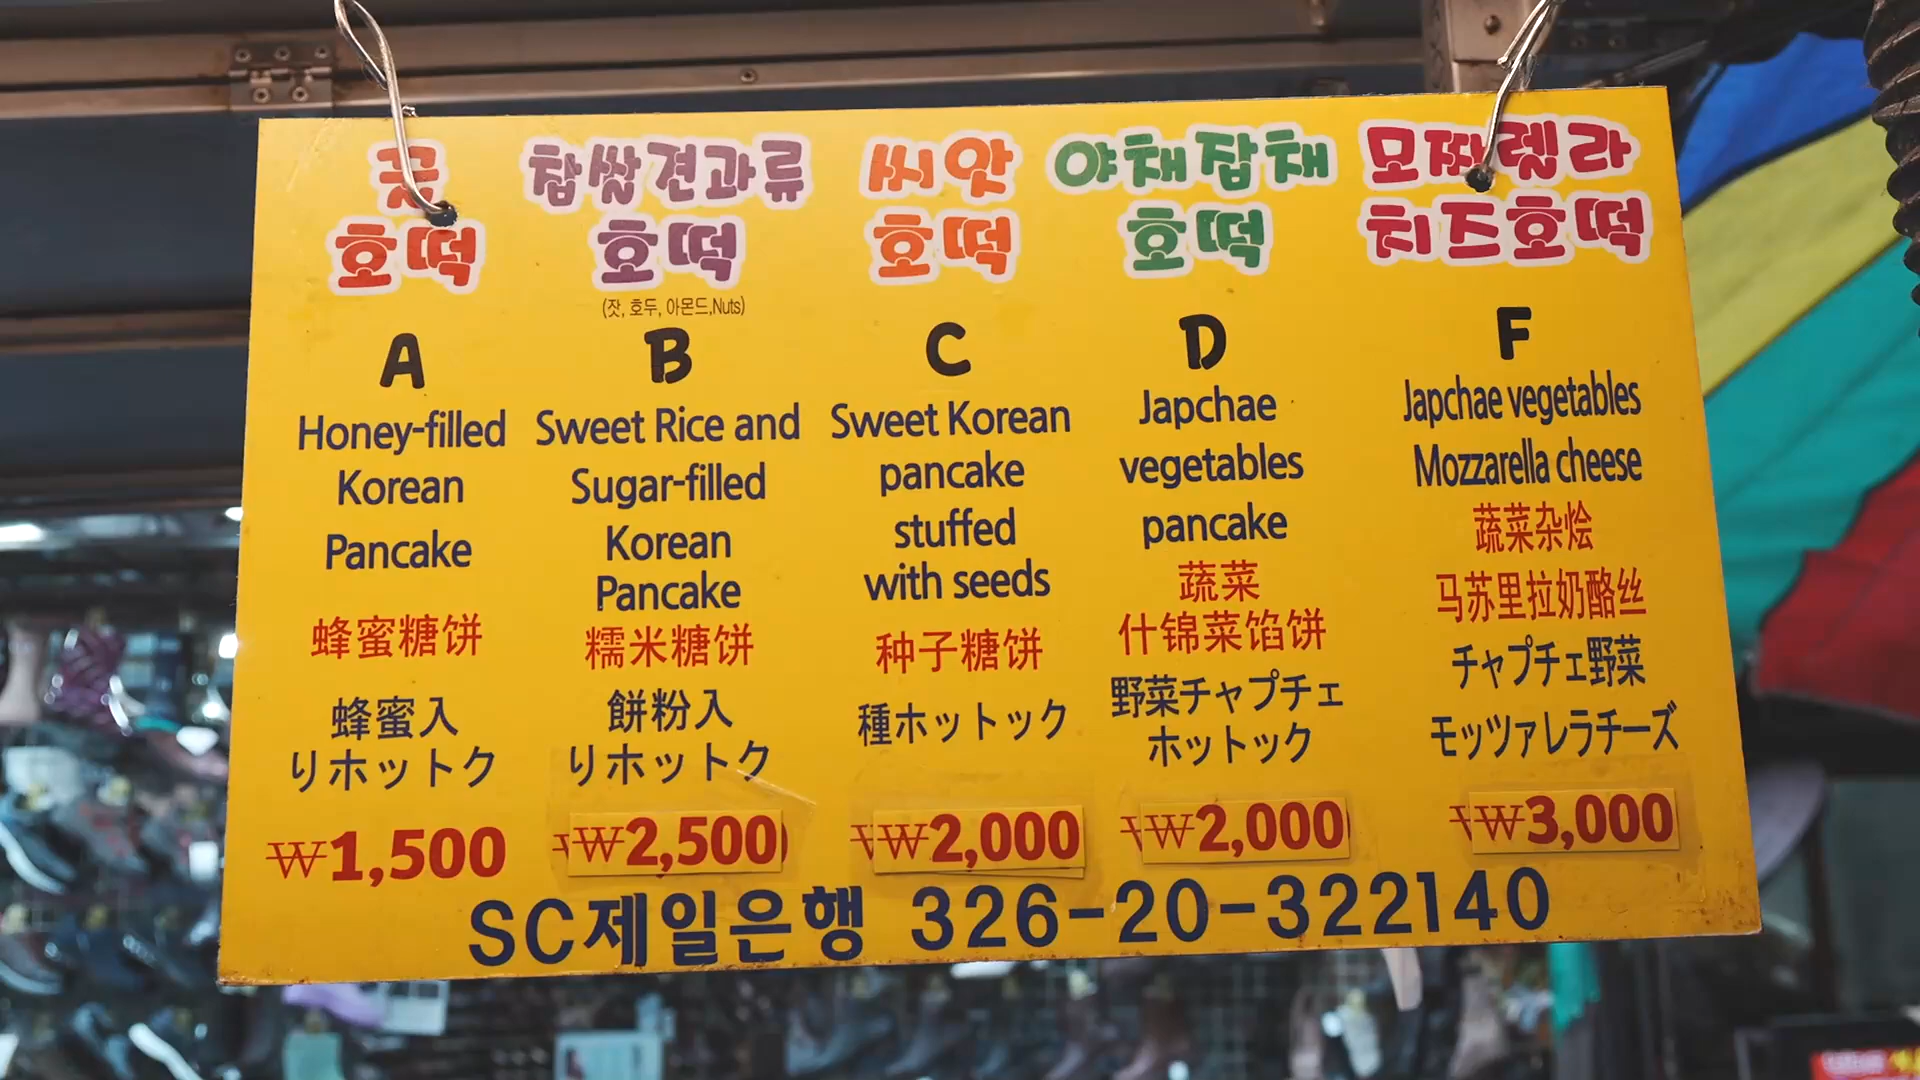 꿀
호떡
A
Honey-filled
Korean
Pancake
蜂蜜糖饼
蜂蜜入
りホットク
₩1,500
찹쌀견과류
호떡
(잣, 호두, 아몬드,Nuts)
B
Sweet Rice and
Sugar-filled
Korean
Pancake
糯米糖饼
餅粉入
りホットク
₩2,500
씨앗
호떡
C
Sweet Korean
pancake
stuffed
with seeds
种子糖饼
種ホットック
₩2,000
야채잡채
호떡
D
Japchae
vegetables
pancake
蔬菜
什锦菜馅饼
野菜チャプチェ
ホットック
₩2,000
모짜렐라
치즈호떡
F
Japchae vegetables
Mozzarella cheese
蔬菜杂烩
马苏里拉奶酪丝
チャプチェ野菜
モッツァレラチーズ
₩3,000
SC제일은행 326-20-322140